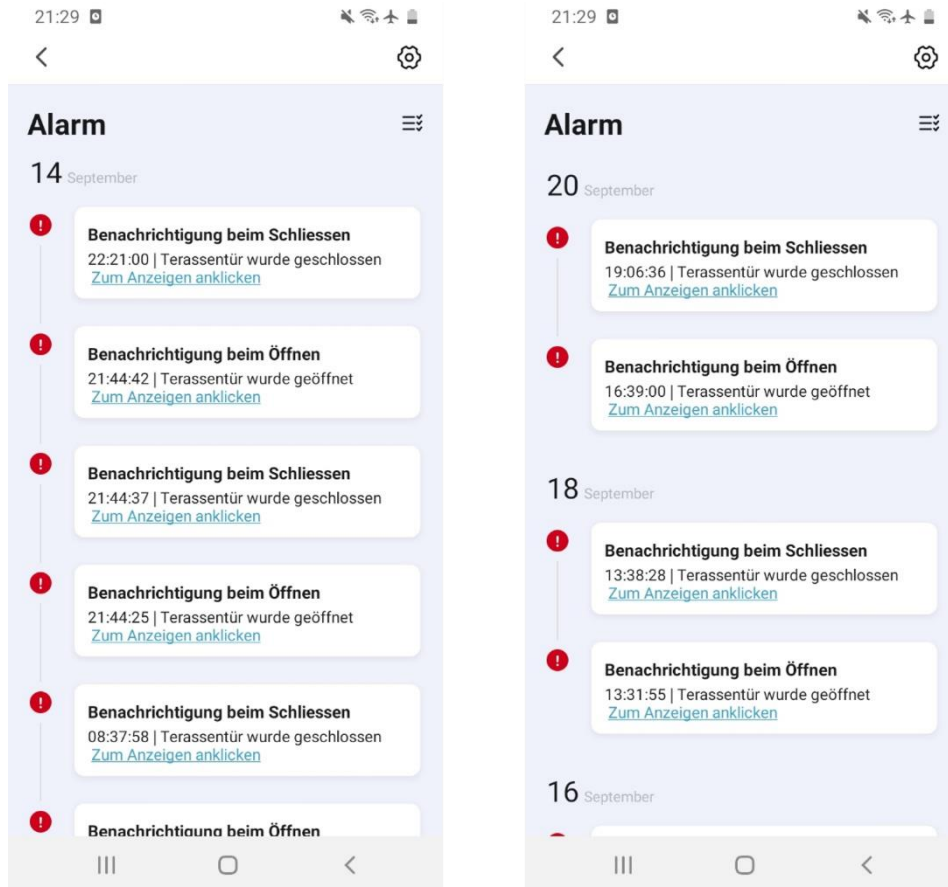 21:29
Alarm
14 September
Benachrichtigung beim Schliessen
22:21:00 | Terassentür wurde geschlossen
Zum Anzeigen anklicken
Benachrichtigung beim Öffnen
21:44:42 | Terassentür wurde geöffnet
Zum Anzeigen anklicken
Benachrichtigung beim Schliessen
21:44:37 | Terassentür wurde geschlossen
Zum Anzeigen anklicken
Benachrichtigung beim Öffnen
21:44:25 | Terassentür wurde geöffnet
Zum Anzeigen anklicken
Benachrichtigung beim Schliessen
08:37:58 | Terassentür wurde geschlossen
Zum Anzeigen anklicken
Benachrichtigung beim Öffnen
21:29
Alarm
20 September
Benachrichtigung beim Schliessen
19:06:36 | Terassentür wurde geschlossen
Zum Anzeigen anklicken
Benachrichtigung beim Öffnen
16:39:00 | Terassentür wurde geöffnet
Zum Anzeigen anklicken
18 September
Benachrichtigung beim Schliessen
13:38:28 | Terassentür wurde geschlossen
Zum Anzeigen anklicken
Benachrichtigung beim Öffnen
13:31:55 | Terassentür wurde geöffnet
Zum Anzeigen anklicken
16 September